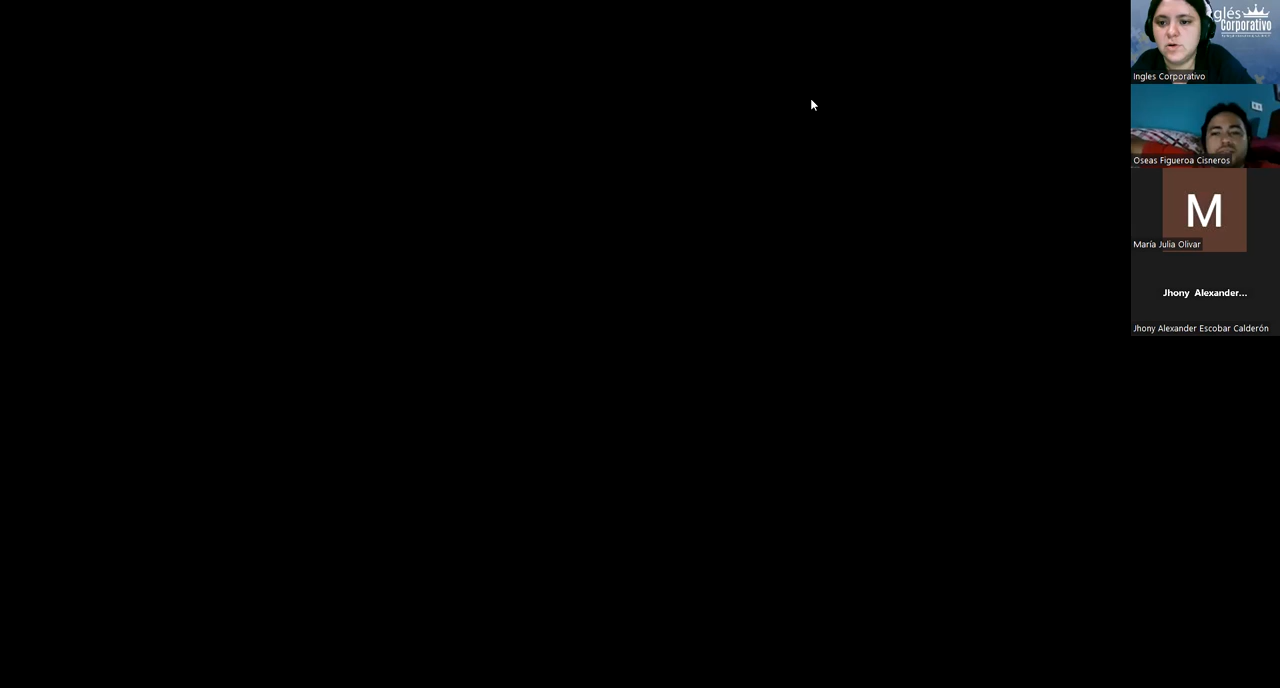 glés
Corporativo
Ingles Corporativo
Oseas Figueroa Cisneros
M
María Julia Olivar
Jhony Alexander...
Jhony Alexander Escobar Calderón